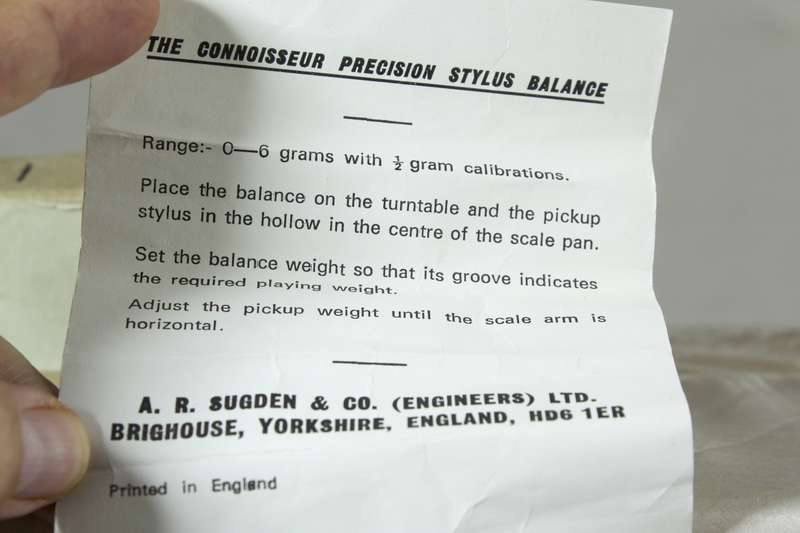 THE CONNOISSEUR PRECISION STYLUS BALANCE
Range:- 0—6 grams with ½ gram calibrations.
Place the balance on the turntable and the pickup
stylus in the hollow in the centre of the scale pan.
Set the balance weight so that its groove indicates
the required playing weight.
Adjust the pickup weight until the scale arm is
horizontal.
A. R. SUGDEN & CO. (ENGINEERS) LTD.
BRIGHOUSE, YORKSHIRE, ENGLAND, HD6 1ER
Printed in England